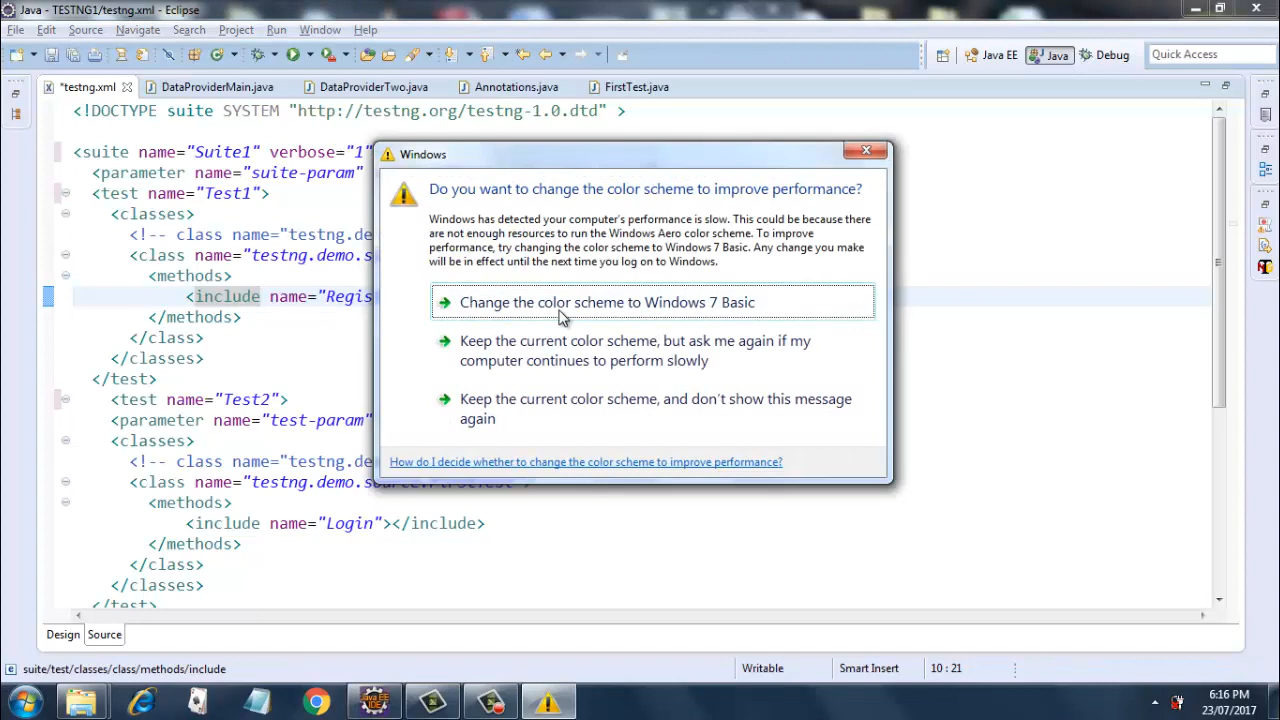 Java - TESTNG1/testng.xml - Eclipse
File Edit Source Navigate Search Project Run Window Help
Java EE Java Debug Quick Access
*testng.xml DataProviderMain.java DataProviderTwo.java Annotations.java FirstTest.java
<!DOCTYPE suite SYSTEM "http://testng.org/testng-1.0.dtd" >
<suite name="Suite1" verbose="1"
<parameter name="suite-param"
<test name="Test1">
<classes>
<!-- class name="testng.de
<class name="testng.demo.s
<methods>
<include name="Regis
</methods>
</class>
</classes>
</test>
<test name="Test2">
<parameter name="test-param"
<classes>
<!-- class name="testng.de
<class name="testng.demo.
<methods>
<include name="Login"></include>
</methods>
</class>
</classes>
</test>
Windows
Do you want to change the color scheme to improve performance?
Windows has detected your computer's performance is slow. This could be because there
are not enough resources to run the Windows Aero color scheme. To improve
performance, try changing the color scheme to Windows 7 Basic. Any change you make
will be in effect until the next time you log on to Windows.
Change the color scheme to Windows 7 Basic
Keep the current color scheme, but ask me again if my
computer continues to perform slowly
Keep the current color scheme, and don't show this message
again
How do I decide whether to change the color scheme to improve performance?
Design Source
suite/test/classes/class/methods/include Writable Smart Insert 10 : 21
Java EE
IDE
6:16 PM
23/07/2017